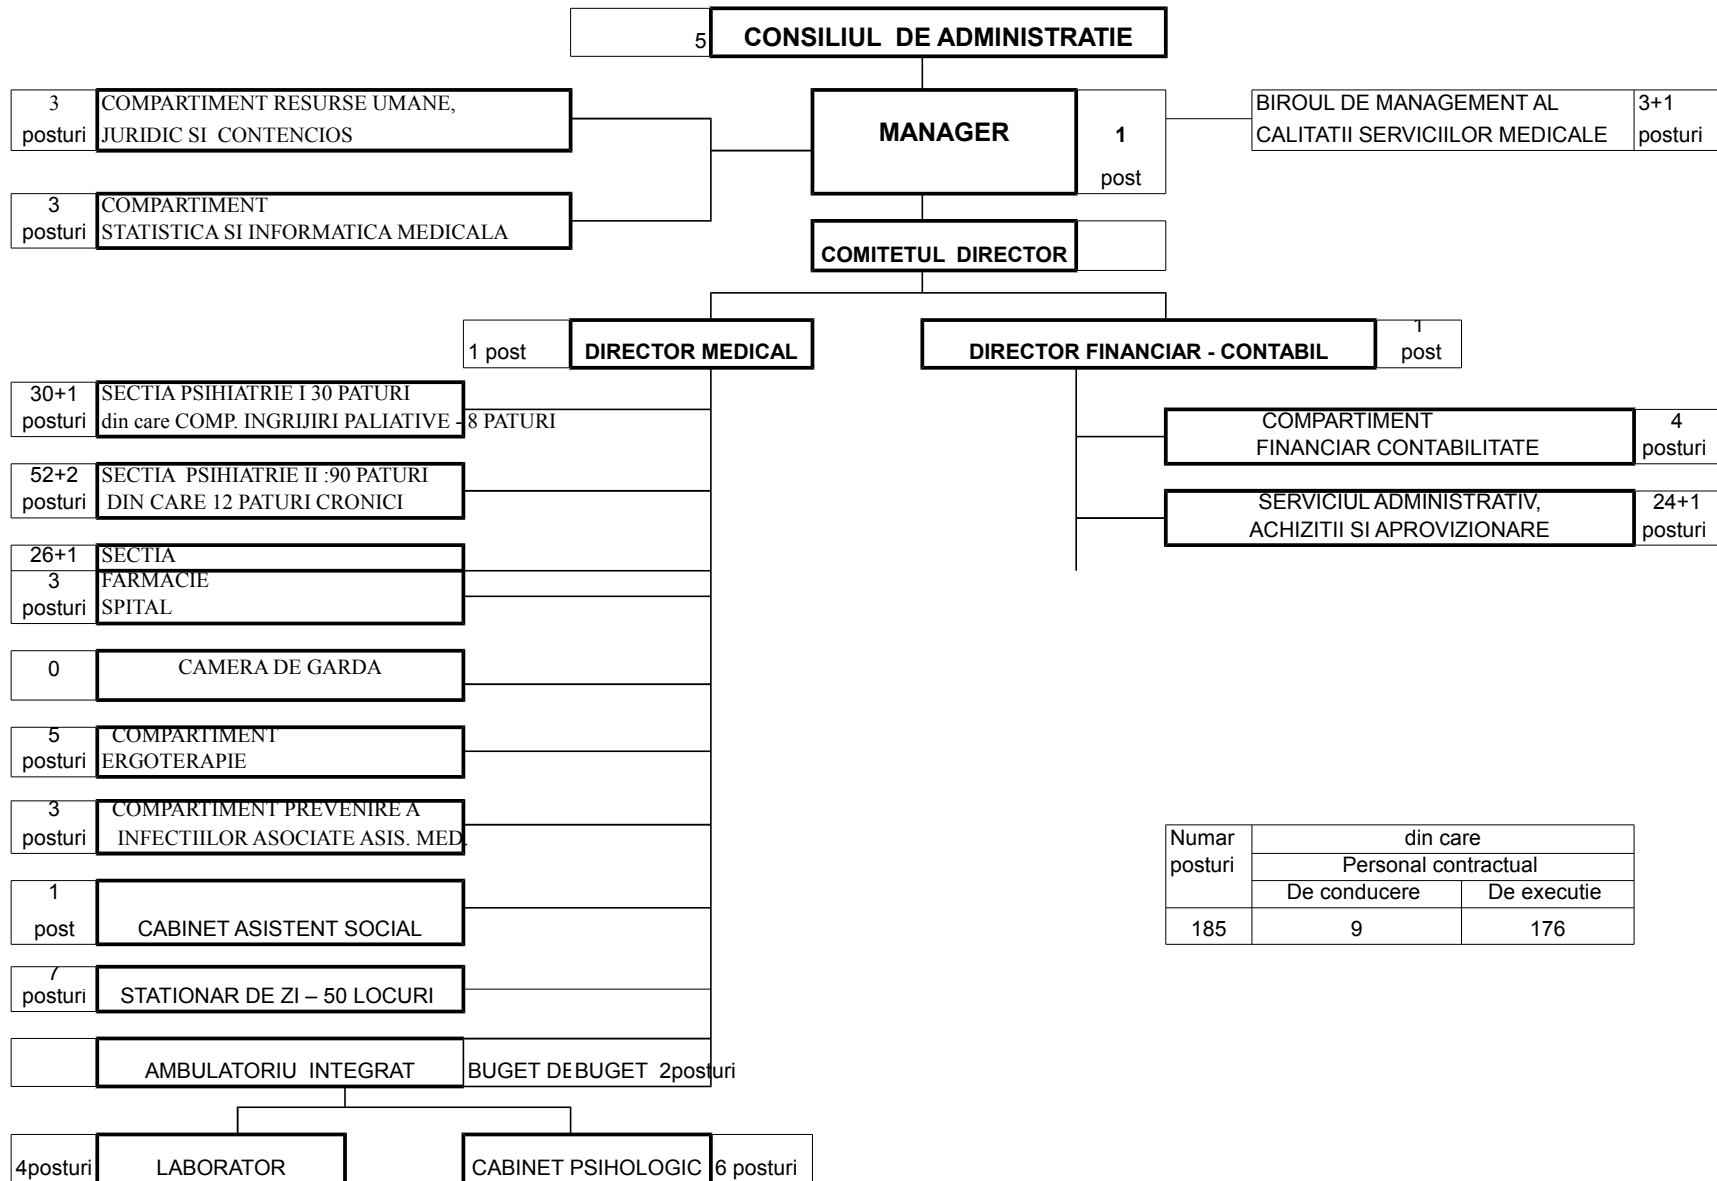 5 CONSILIUL DE ADMINISTRATIE
3 COMPARTIMENT RESURSE UMANE,
posturi JURIDIC SI CONTENCIOS
MANAGER 1
post
BIROUL DE MANAGEMENT AL 3+1
CALITATII SERVICIILOR MEDICALE posturi
3 COMPARTIMENT
posturi STATISTICA SI INFORMATICA MEDICALA
COMITETUL DIRECTOR
1 post DIRECTOR MEDICAL
DIRECTOR FINANCIAR - CONTABIL 1
post
30+1 SECTIA PSIHIATRIE I 30 PATURI
posturi din care COMP. INGRIJIRI PALIATIVE - 8 PATURI
52+2 SECTIA PSIHIATRIE II :90 PATURI
posturi DIN CARE 12 PATURI CRONICI
26+1 SECTIA
3 FARMACIE
posturi SPITAL
0 CAMERA DE GARDA
5 COMPARTIMENT
posturi ERGOTERAPIE
3 COMPARTIMENT PREVENIRE A
posturi INFECTIILOR ASOCIATE ASIS. MED.
1
post CABINET ASISTENT SOCIAL
7
posturi STATIONAR DE ZI – 50 LOCURI
AMBULATORIU INTEGRAT BUGET DE BUGET 2posturi
4posturi LABORATOR
CABINET PSIHOLOGIC 6 posturi
COMPARTIMENT 4
FINANCIAR CONTABILITATE posturi
SERVICIUL ADMINISTRATIV, 24+1
ACHIZITII SI APROVIZIONARE posturi
Numar din care
posturi Personal contractual
De conducere De executie
185 9 176